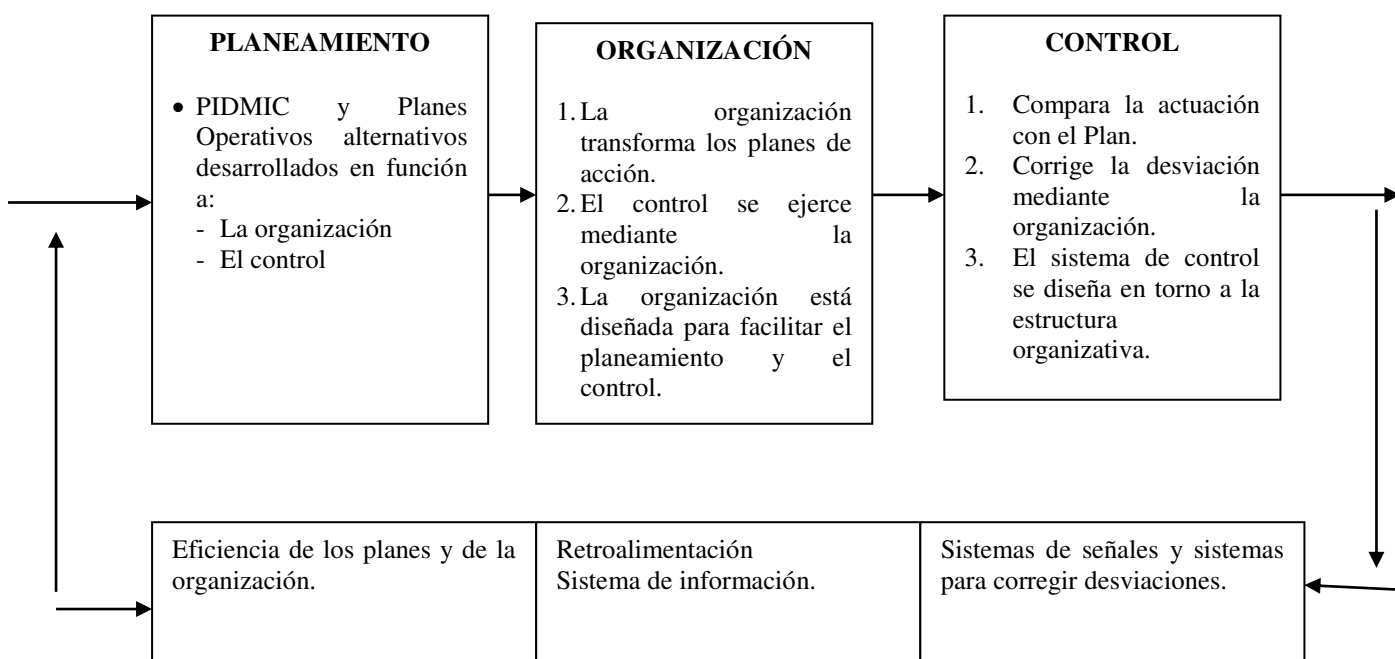 PLANEAMIENTO
• PIDMIC y Planes
Operativos alternativos
desarrollados en función
a:
- La organización
- El control
ORGANIZACIÓN
1. La organización
transforma los planes de
acción.
2. El control se ejerce
mediante la
organización.
3. La organización está
diseñada para facilitar el
planeamiento y el
control.
CONTROL
1. Compara la actuación
con el Plan.
2. Corrige la desviación
mediante la
organización.
3. El sistema de control
se diseña en torno a la
estructura
organizativa.
Eficiencia de los planes y de la
organización.
Retroalimentación
Sistema de información.
Sistemas de señales y sistemas
para corregir desviaciones.